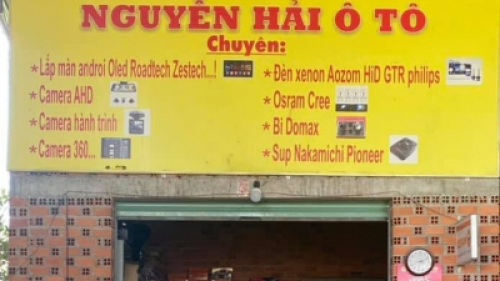 NGUYÊN HẢI Ô TÔ
Chuyên:
★Lắp màn androi Oled Roadtech Zestech...!
★Camera AHD
★Camera hành trình
★Camera 360...
★Đèn xenon Aozom HiD GTR philips
★Osram Cree
★Bi Domax
★Sup Nakamichi Pioneer